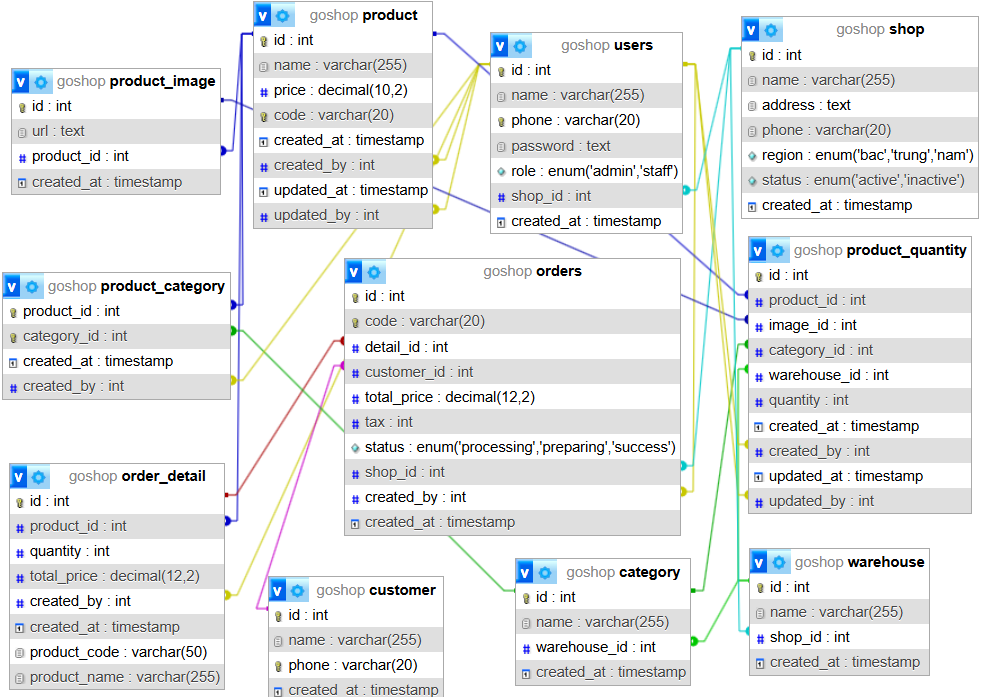 goshop product
id : int
name : varchar(255)
price : decimal(10,2)
code : varchar(20)
created_at : timestamp
created_by : int
updated_at : timestamp
updated_by : int
goshop users
id : int
name : varchar(255)
phone : varchar(20)
password : text
role : enum('admin','staff')
shop_id : int
created_at : timestamp
goshop shop
id : int
name : varchar(255)
address : text
phone : varchar(20)
region : enum('bac','trung','nam')
status : enum('active','inactive')
created_at : timestamp
goshop product_image
id : int
url : text
product_id : int
created_at : timestamp
goshop product_category
product_id : int
category_id : int
created_at : timestamp
created_by : int
goshop orders
id : int
code : varchar(20)
detail_id : int
customer_id : int
total_price : decimal(12,2)
tax : int
status : enum('processing','preparing','success')
shop_id : int
created_by : int
created_at : timestamp
goshop product_quantity
id : int
product_id : int
image_id : int
category_id : int
warehouse_id : int
quantity : int
created_at : timestamp
created_by : int
updated_at : timestamp
updated_by : int
goshop order_detail
id : int
product_id : int
quantity : int
total_price : decimal(12,2)
created_by : int
created_at : timestamp
product_code : varchar(50)
product_name : varchar(255)
goshop customer
id : int
name : varchar(255)
phone : varchar(20)
created_at : timestamp
goshop category
id : int
name : varchar(255)
warehouse_id : int
created_at : timestamp
goshop warehouse
id : int
name : varchar(255)
shop_id : int
created_at : timestamp